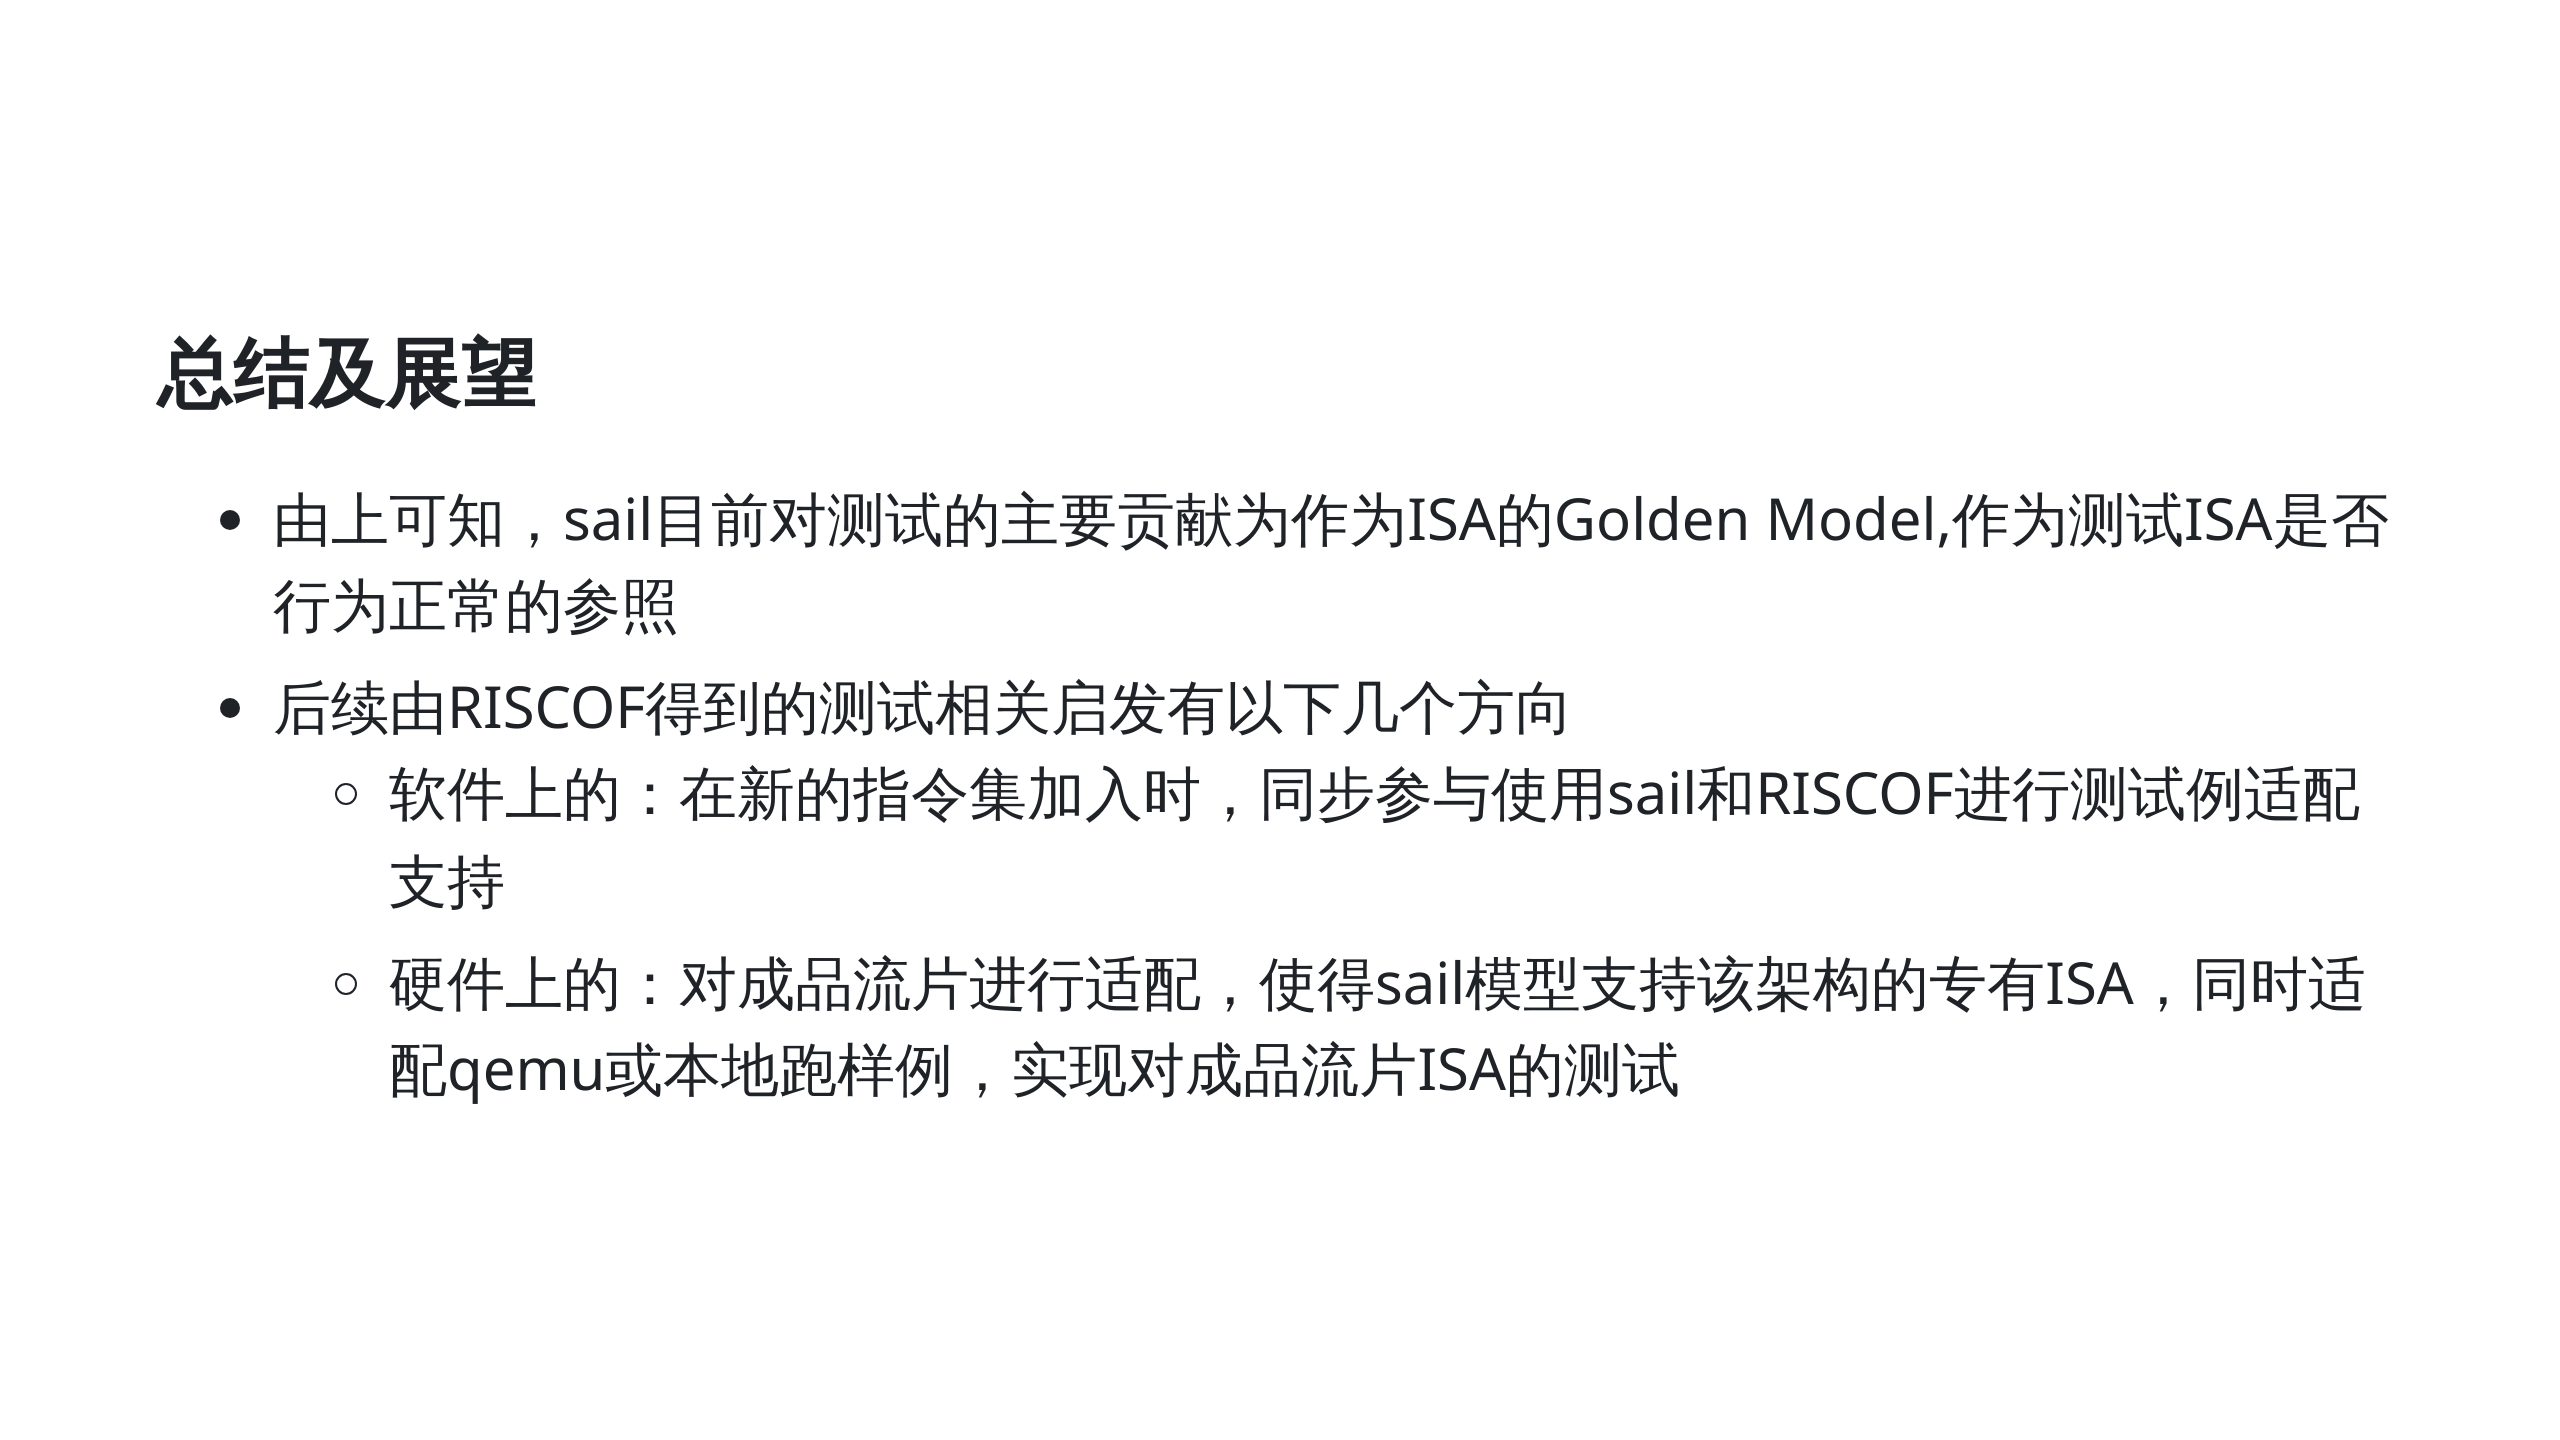 总结及展望
由上可知，sail目前对测试的主要贡献为作为ISA的Golden Model,作为测试ISA是否
行为正常的参照
后续由RISCOF得到的测试相关启发有以下几个方向
软件上的：在新的指令集加入时，同步参与使用sail和RISCOF进行测试例适配
支持
硬件上的：对成品流片进行适配，使得sail模型支持该架构的专有ISA，同时适
配qemu或本地跑样例，实现对成品流片ISA的测试